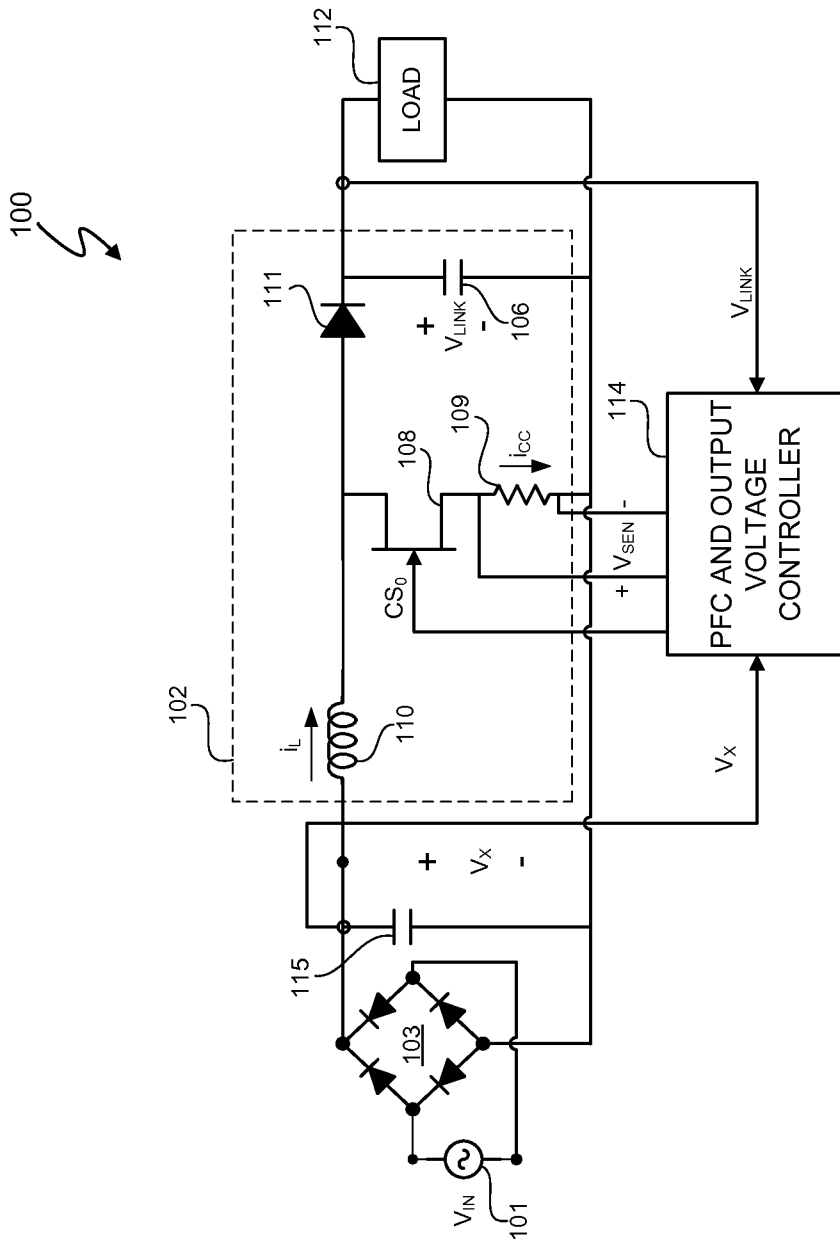 100
102
i_L
110
111
112
LOAD
+
V_LINK
-
106
108
109
i_CC
CS_0
+
V_X
-
115
103
V_IN
101
+ V_SEN -
114
PFC AND OUTPUT
VOLTAGE
CONTROLLER
V_X
V_LINK